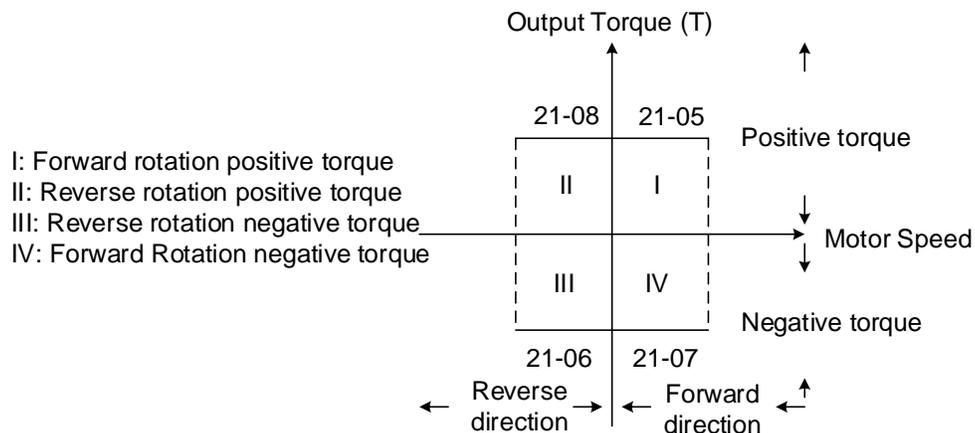 Output Torque (T)
21-08
21-05
Positive torque
I: Forward rotation positive torque
II: Reverse rotation positive torque
III: Reverse rotation negative torque
IV: Forward Rotation negative torque
II
I
Motor Speed
III
IV
Negative torque
21-06
21-07
Reverse
direction
Forward
direction